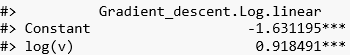 #> Gradient_descent.Log.linear
#> Constant -1.631195***
#> log(v) 0.918491***